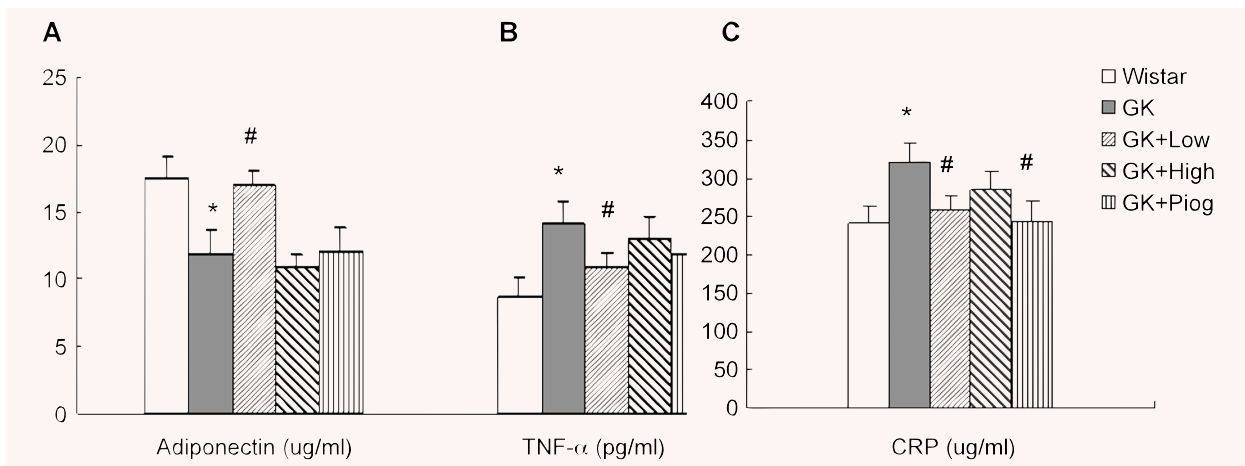 A
B
C
25
20
15
10
5
0
*
#
Adiponectin (ug/ml)
*
#
TNF-α (pg/ml)
400
350
300
250
200
150
100
50
0
*
#
#
CRP (ug/ml)
Wistar
GK
GK+Low
GK+High
GK+Piog